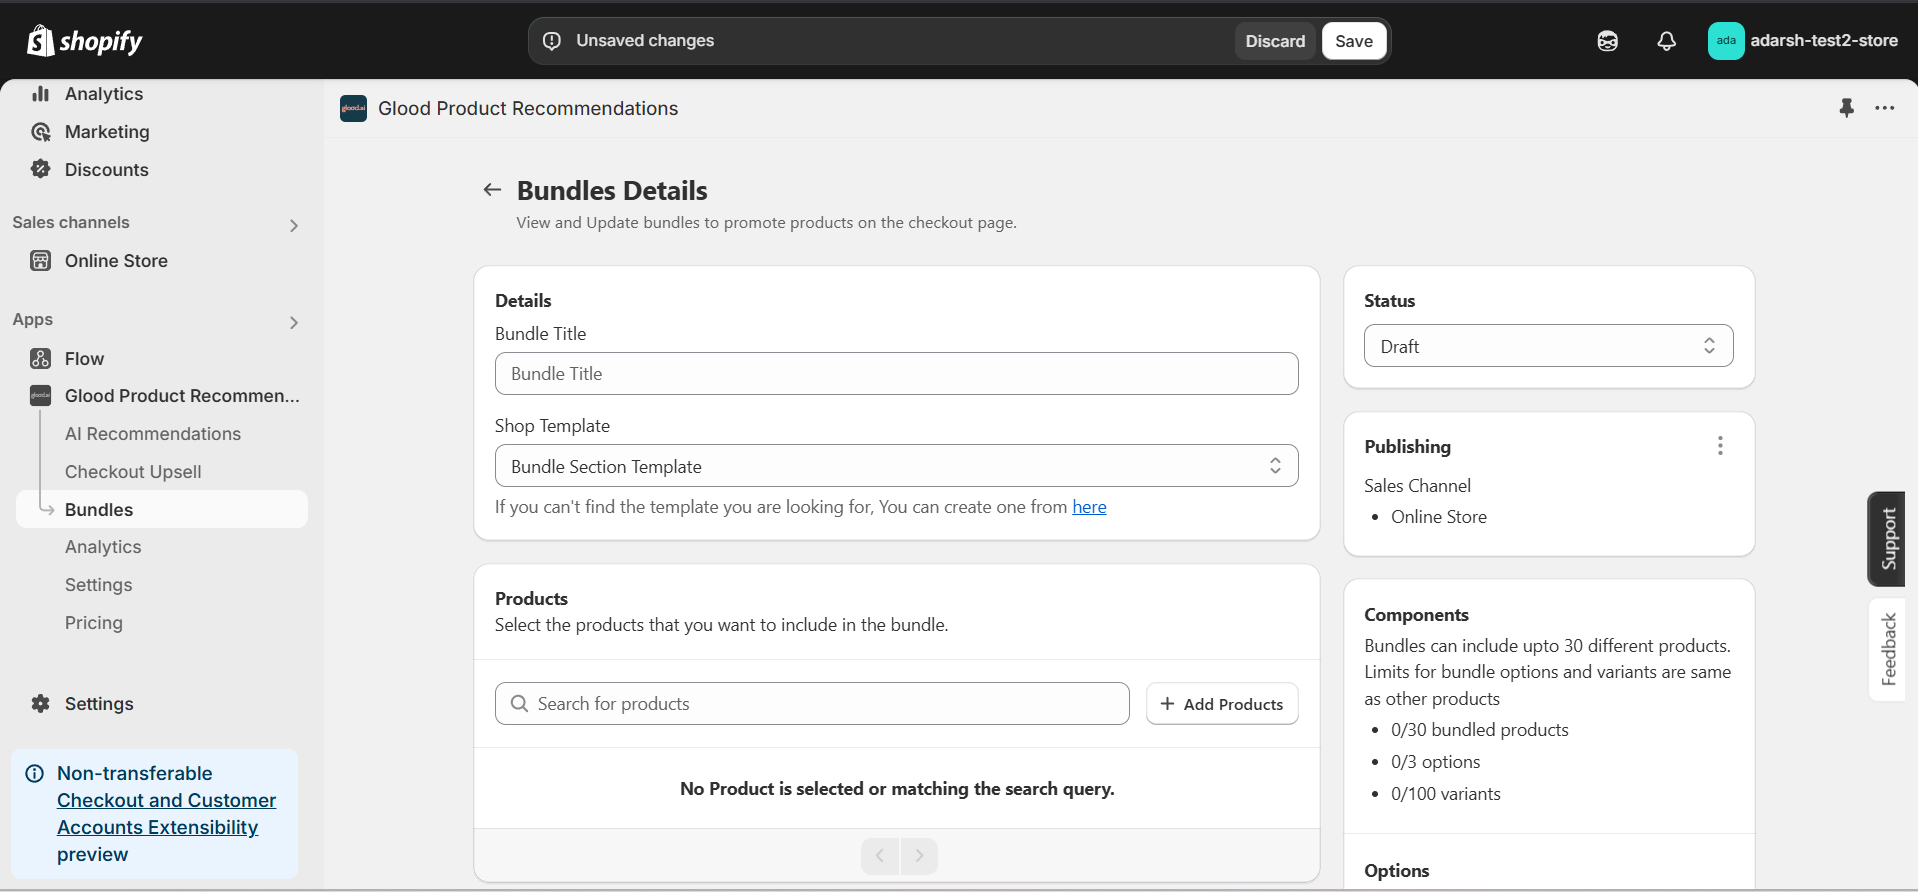 shopify
Unsaved changes
Discard
Save
ada
adarsh-test2-store
Analytics
Marketing
Discounts
Sales channels
Online Store
Apps
Flow
Glood Product Recommen...
AI Recommendations
Checkout Upsell
Bundles
Analytics
Settings
Pricing
Settings
Non-transferable
Checkout and Customer
Accounts Extensibility
preview
glood.ai
Glood Product Recommendations
Bundles Details
View and Update bundles to promote products on the checkout page.
Details
Bundle Title
Bundle Title
Shop Template
Bundle Section Template
If you can't find the template you are looking for, You can create one from here
Products
Select the products that you want to include in the bundle.
Search for products
Add Products
No Product is selected or matching the search query.
Status
Draft
Publishing
Sales Channel
• Online Store
Components
Bundles can include upto 30 different products.
Limits for bundle options and variants are same
as other products
• 0/30 bundled products
• 0/3 options
• 0/100 variants
Options
Support
Feedback